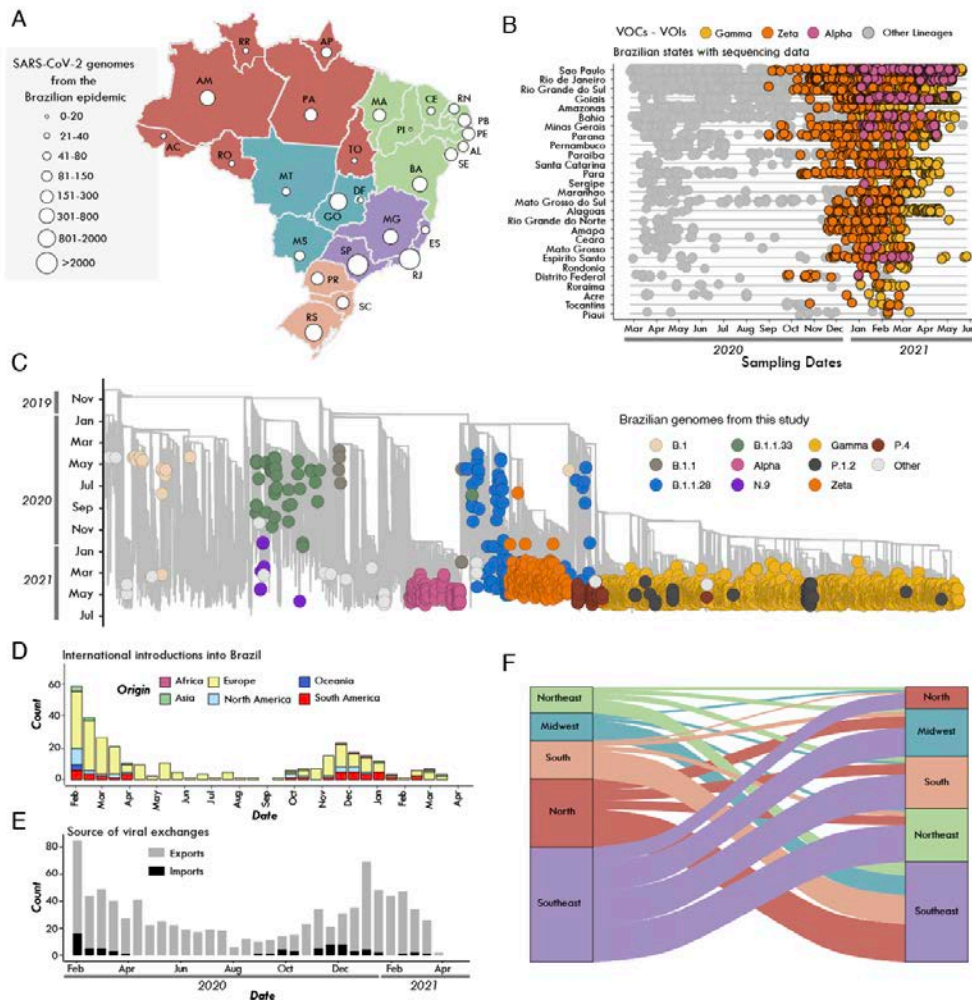 A
SARS-CoV-2 genomes
from the
Brazilian epidemic
0-20
21-40
41-80
81-150
151-300
301-800
801-2000
>2000
RR
AP
AM
PA
MA
CE
RN
PB
PE
AL
SE
PI
AC
RO
TO
BA
MT
DF
GO
MG
ES
MS
SP
RJ
PR
SC
RS
B
VOCs - VOIs
Gamma
Zeta
Alpha
Other Lineages
Brazilian states with sequencing data
Sao Paulo
Rio de Janeiro
Rio Grande do Sul
Goiais
Amazonas
Bahia
Minas Gerais
Parana
Pernambuco
Paraiba
Santa Catarina
Para
Sergipe
Maranhao
Mato Grosso do Sul
Alagoas
Rio Grande do Norte
Amapa
Ceara
Mato Grosso
Espirito Santo
Rondonia
Distrito Federal
Roraima
Acre
Tocantins
Piaui
Mar Apr May Jun Jul Aug Sep Oct Nov Dec Jan Feb Mar Apr May Jun
2020
2021
Sampling Dates
C
2019
2020
2021
Nov
Jan
Mar
May
Jul
Sep
Nov
Jan
Mar
May
Jul
Brazilian genomes from this study
B.1
B.1.1.33
Gamma
P.4
B.1.1
Alpha
P.1.2
Other
B.1.1.28
N.9
Zeta
D
International introductions into Brazil
Origin
Africa
Europe
Oceania
Asia
North America
South America
Count
60
40
20
0
Feb Mar Apr May Jun Jul Aug Sep Oct Nov Dec Jan Feb Mar Apr
Date
E
Source of viral exchanges
Exports
Imports
Count
80
60
40
20
0
Feb Apr Jun Aug Oct Dec Feb Apr
2020
2021
Date
F
Northeast
Midwest
South
North
Southeast
North
Midwest
South
Northeast
Southeast